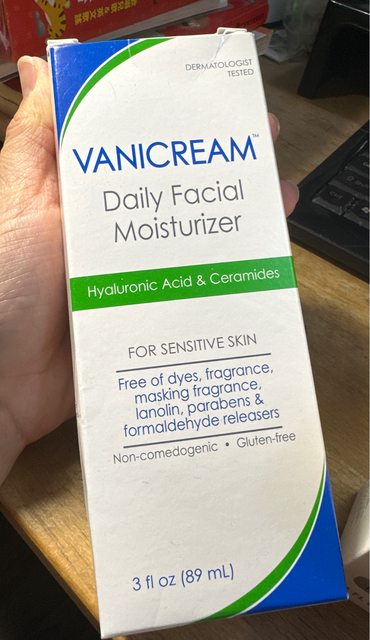 DERMATOLOGIST
TESTED
VANICREAM™
Daily Facial
Moisturizer
Hyaluronic Acid & Ceramides
FOR SENSITIVE SKIN
Free of dyes, fragrance,
masking fragrance,
lanolin, parabens &
formaldehyde releasers
Non-comedogenic • Gluten-free
3 fl oz (89 mL)